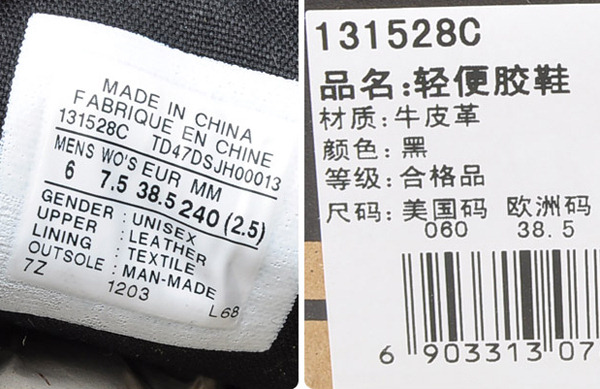 MADE IN CHINA
FABRIQUE EN CHINE
131528C TD47DSJH00013
MENS WO'S EUR MM
6 7.5 38.5 240 (2.5)
GENDER : UNISEX
UPPER : LEATHER
LINING : TEXTILE
OUTSOLE : MAN-MADE
7Z 1203 L68
131528C
品名:轻便胶鞋
材质:牛皮革
颜色:黑
等级:合格品
尺码:美国码 欧洲码
060 38.5
6 903313 07